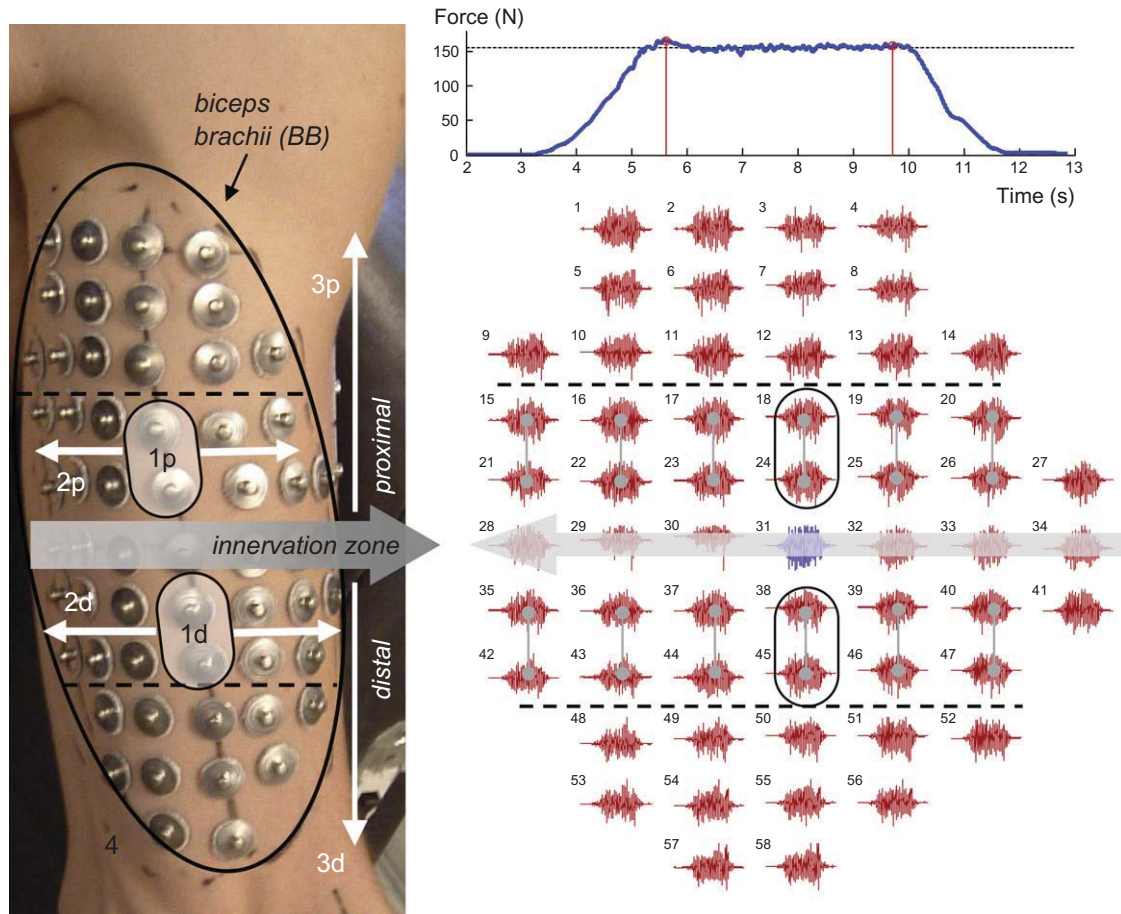 biceps
brachii (BB)
3p
1p
2p
proximal
innervation zone
2d
1d
distal
4
3d
Force (N)
150
100
50
0
2 3 4 5 6 7 8 9 10 11 12 13
Time (s)
1 2 3 4
5 6 7 8
9 10 11 12 13 14
15 16 17 18 19 20
21 22 23 24 25 26 27
28 29 30 31 32 33 34
35 36 37 38 39 40 41
42 43 44 45 46 47
48 49 50 51 52
53 54 55 56
57 58